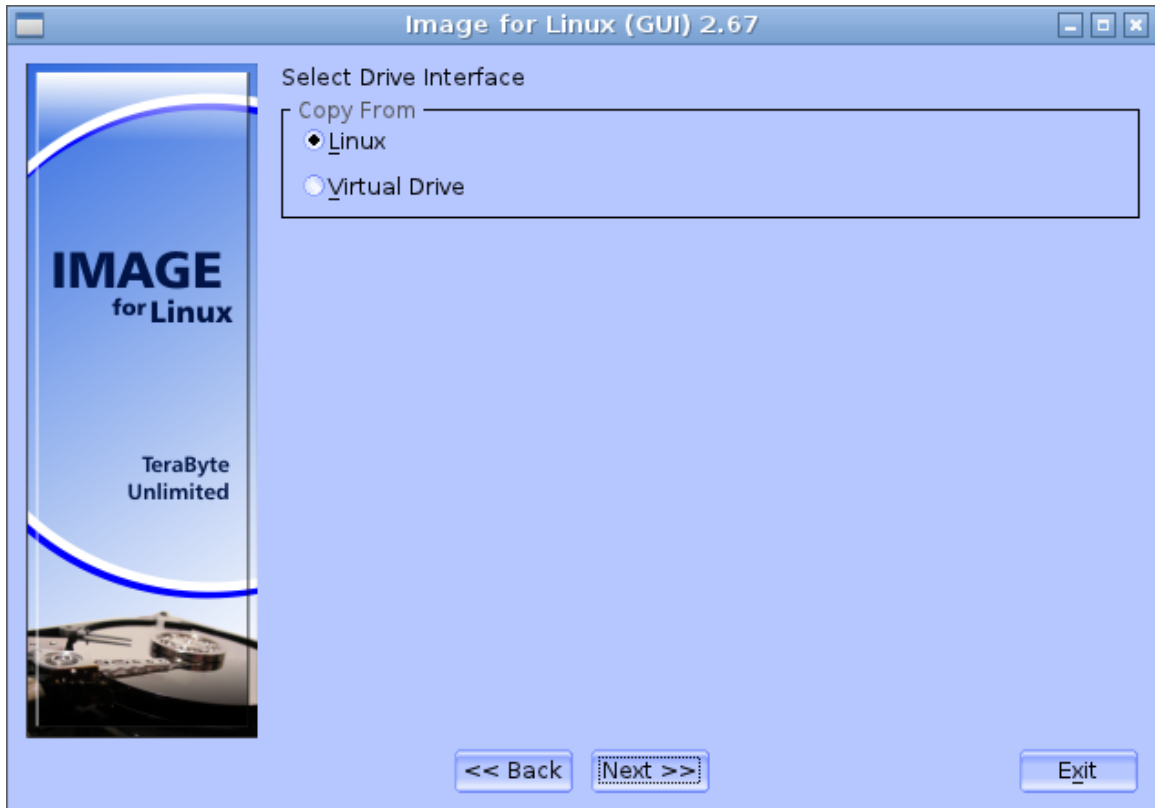 Image for Linux (GUI) 2.67
Select Drive Interface
Copy From
Linux
Virtual Drive
IMAGE
for Linux
TeraByte
Unlimited
<< Back
Next >>
Exit